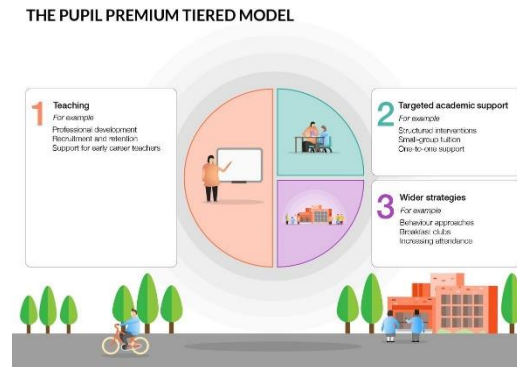 THE PUPIL PREMIUM TIERED MODEL
1
Teaching
For example
Professional development
Recruitment and retention
Support for early career teachers
2
Targeted academic support
For example
Structured interventions
Small-group tuition
One-to-one support
3
Wider strategies
For example
Behaviour approaches
Breakfast clubs
Increasing attendance